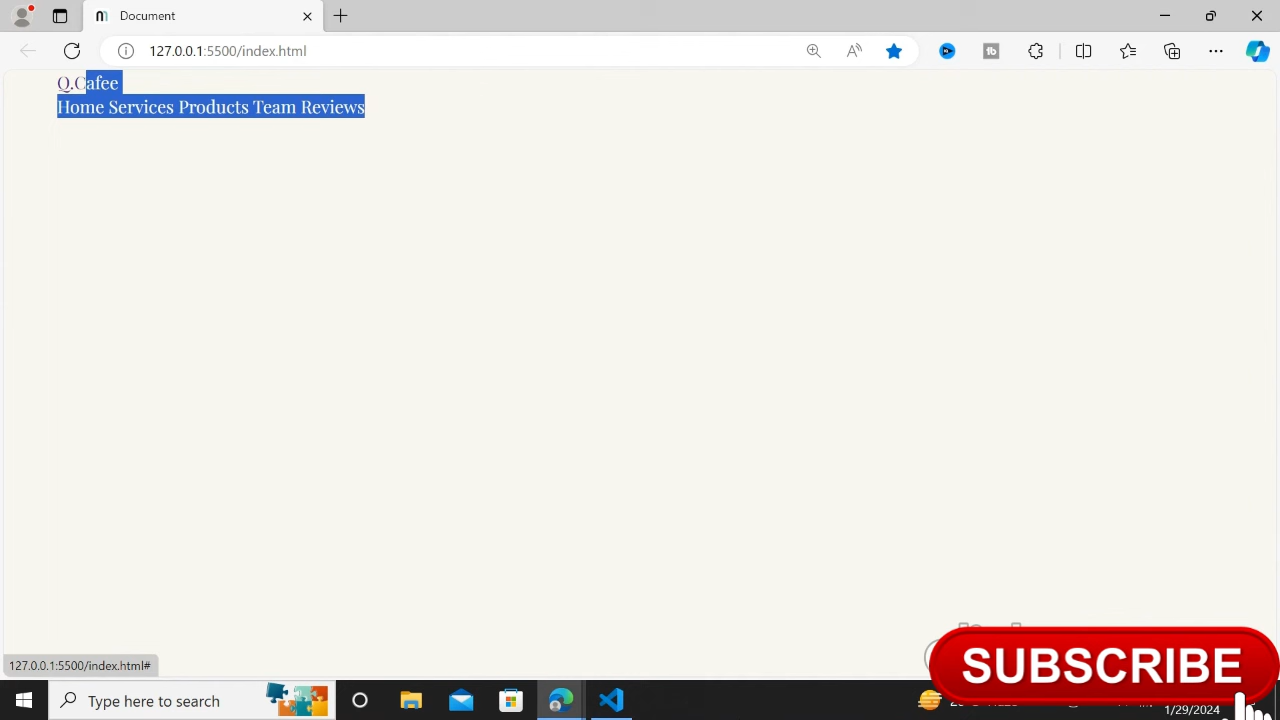 Document
127.0.0.1:5500/index.html
Q.Cafee
Home Services Products Team Reviews
127.0.0.1:5500/index.html#
SUBSCRIBE
Type here to search
1/29/2024